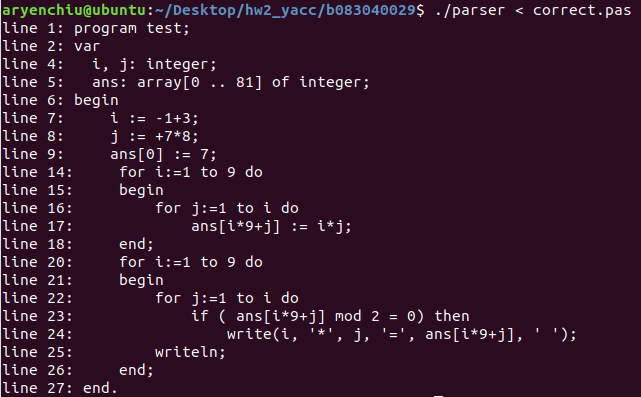 aryenchiu@ubuntu:~/Desktop/hw2_yacc/b083040029$ ./parser < correct.pas
line 1: program test;
line 2: var
line 4:   i, j: integer;
line 5:   ans: array[0 .. 81] of integer;
line 6: begin
line 7:     i := -1+3;
line 8:     j := +7*8;
line 9:     ans[0] := 7;
line 14:     for i:=1 to 9 do
line 15:     begin
line 16:         for j:=1 to i do
line 17:             ans[i*9+j] := i*j;
line 18:     end;
line 20:     for i:=1 to 9 do
line 21:     begin
line 22:         for j:=1 to i do
line 23:             if ( ans[i*9+j] mod 2 = 0) then
line 24:                 write(i, '*', j, '=', ans[i*9+j], ' ');
line 25:         writeln;
line 26:     end;
line 27: end.